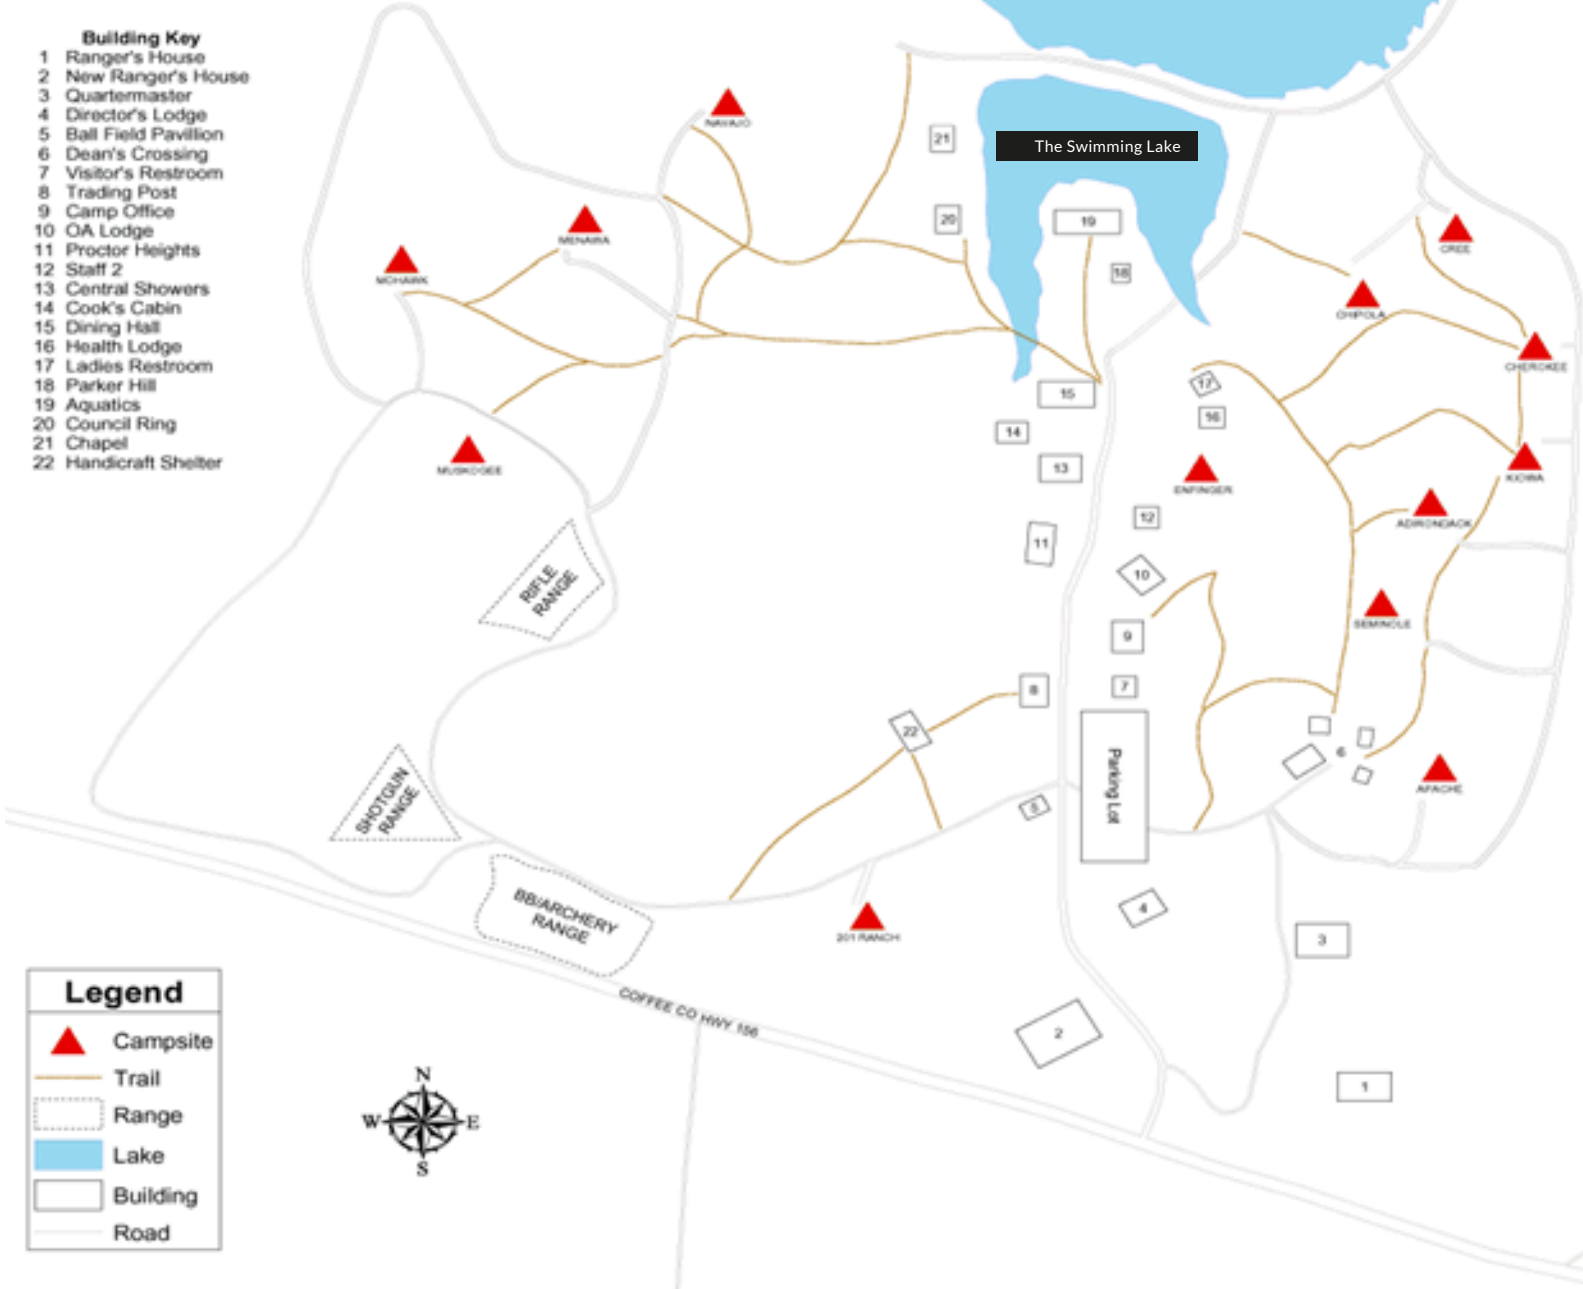 Building Key
1 Ranger's House
2 New Ranger's House
3 Quartermaster
4 Director's Lodge
5 Ball Field Pavillion
6 Dean's Crossing
7 Visitor's Restroom
8 Trading Post
9 Camp Office
10 OA Lodge
11 Proctor Heights
12 Staff 2
13 Central Showers
14 Cook's Cabin
15 Dining Hall
16 Health Lodge
17 Ladies Restroom
18 Parker Hill
19 Aquatics
20 Council Ring
21 Chapel
22 Handicraft Shelter
NAVAJO
21
The Swimming Lake
20
19
18
MENAWA
MOHAWK
CREE
CHIPOLA
CHEROKEE
15
17
16
14
13
MUSKOGEE
ENFINGER
KIOWA
ADIRONDACK
12
11
10
RIFLE
RANGE
SEMINOLE
9
8
7
22
6
Parking Lot
5
APACHE
SHOTGUN
RANGE
BB/ARCHERY
RANGE
201 RANCH
4
3
2
1
COFFEE CO HWY 156
Legend
Campsite
Trail
Range
Lake
Building
Road
N
W
E
S